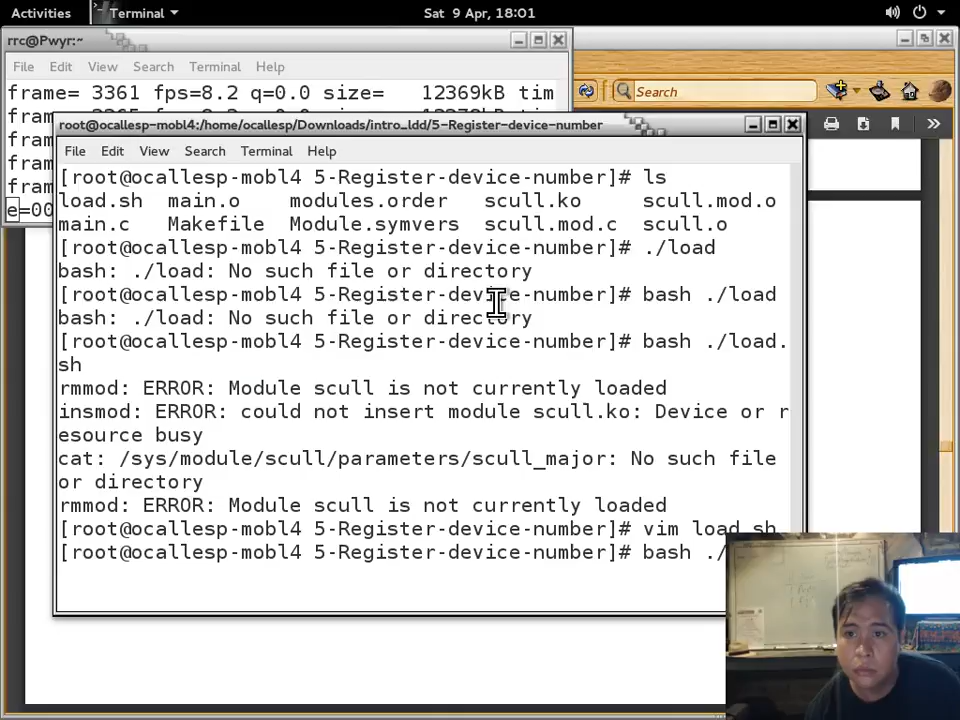 Activities Terminal Sat 9 Apr, 18:01
rrc@Pwyr:~
File Edit View Search Terminal Help
frame= 3361 fps=8.2 q=0.0 size= 12369kB tim
fram
fram
fram
fram
e=00
Search
root@ocallesp-mobl4:/home/ocallesp/Downloads/intro_ldd/5-Register-device-number
File Edit View Search Terminal Help
[root@ocallesp-mobl4 5-Register-device-number]# ls
load.sh main.o modules.order scull.ko scull.mod.o
main.c Makefile Module.symvers scull.mod.c scull.o
[root@ocallesp-mobl4 5-Register-device-number]# ./load
bash: ./load: No such file or directory
[root@ocallesp-mobl4 5-Register-device-number]# bash ./load
bash: ./load: No such file or directory
[root@ocallesp-mobl4 5-Register-device-number]# bash ./load.
sh
rmmod: ERROR: Module scull is not currently loaded
insmod: ERROR: could not insert module scull.ko: Device or r
esource busy
cat: /sys/module/scull/parameters/scull_major: No such file
or directory
rmmod: ERROR: Module scull is not currently loaded
[root@ocallesp-mobl4 5-Register-device-number]# vim load.sh
[root@ocallesp-mobl4 5-Register-device-number]# bash ./